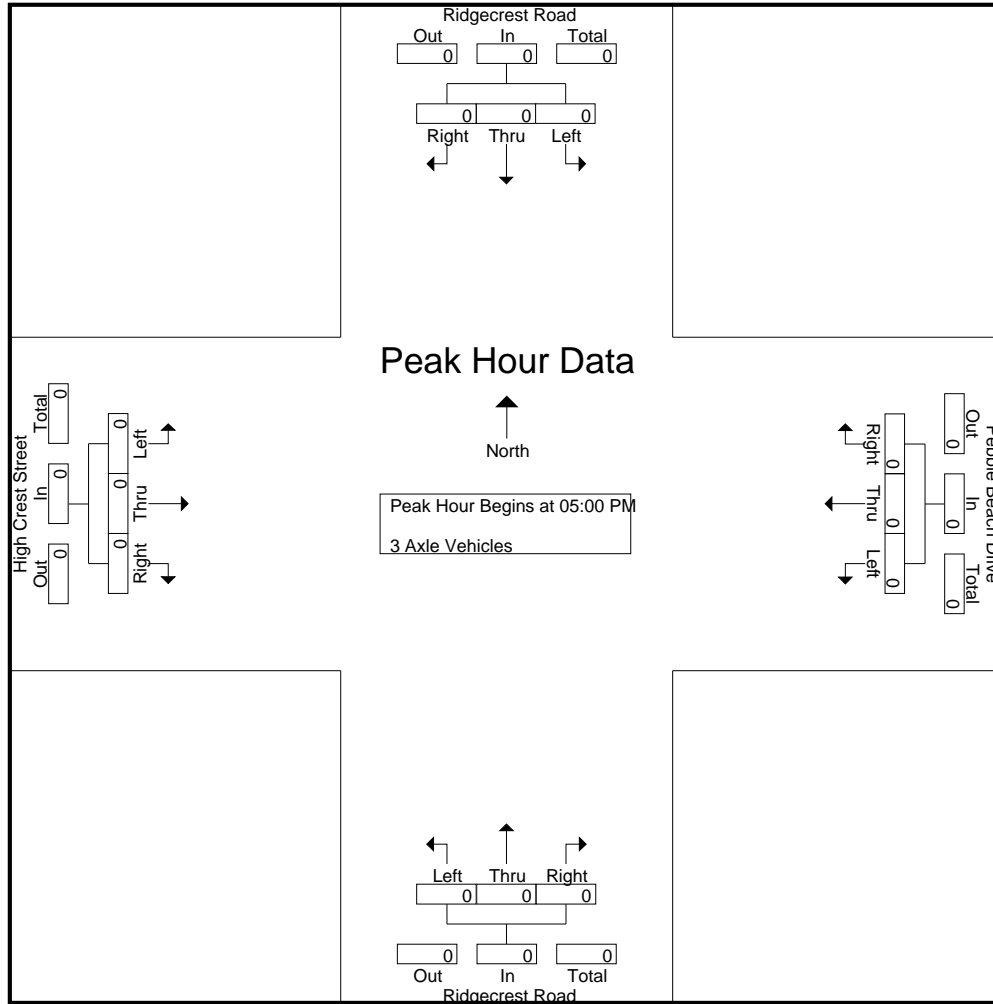 Ridgecrest Road
Out In Total
0 0 0
0 0 0
Right Thru Left
Peak Hour Data
North
Peak Hour Begins at 05:00 PM
3 Axle Vehicles
High Crest Street
Total In Out
0 0 0
0 0 0
Left Thru Right
Pebble Beach Drive
Out In Total
0 0 0
0 0 0
Right Thru Left
Left Thru Right
0 0 0
0 0 0
Out In Total
Ridgecrest Road